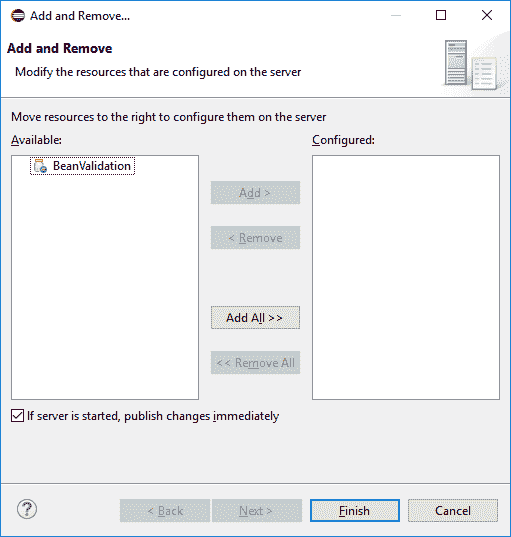 Add and Remove...
Add and Remove
Modify the resources that are configured on the server
Move resources to the right to configure them on the server
Available:
Configured:
BeanValidation
Add >
< Remove
Add All >>
<< Remove All
If server is started, publish changes immediately
?
< Back
Next >
Finish
Cancel